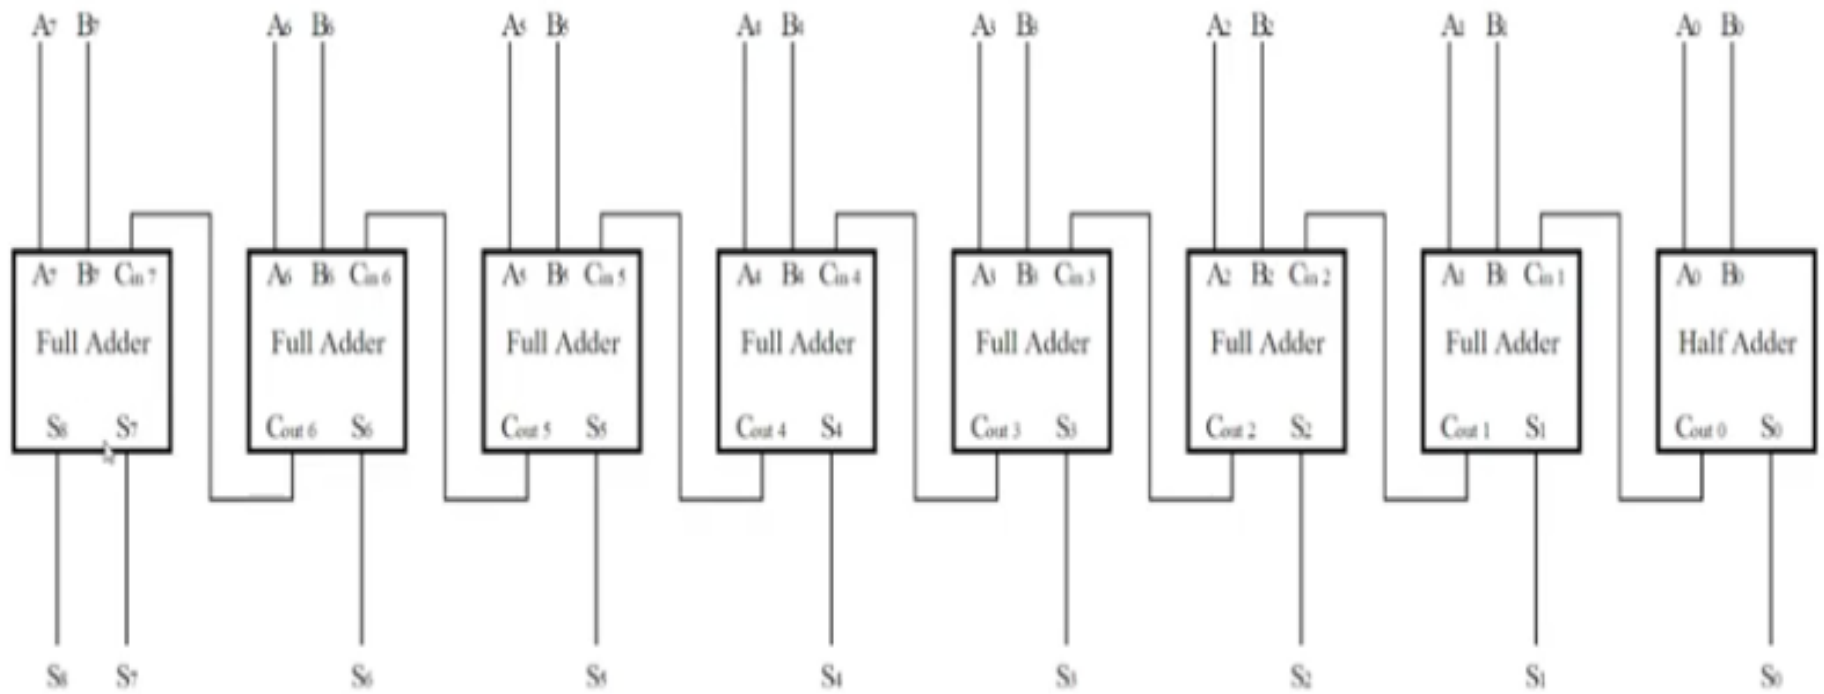 A7 B7 A6 B6 A5 B5 A4 B4 A3 B3 A2 B2 A1 B1 A0 B0
A7 B7 Cin 7 A6 B6 Cin 6 A5 B5 Cin 5 A4 B4 Cin 4 A3 B3 Cin 3 A2 B2 Cin 2 A1 B1 Cin 1 A0 B0
Full Adder Full Adder Full Adder Full Adder Full Adder Full Adder Full Adder Half Adder
S8 S7 Cout 6 S6 Cout 5 S5 Cout 4 S4 Cout 3 S3 Cout 2 S2 Cout 1 S1 Cout 0 S0
S8 S7 S6 S5 S4 S3 S2 S1 S0